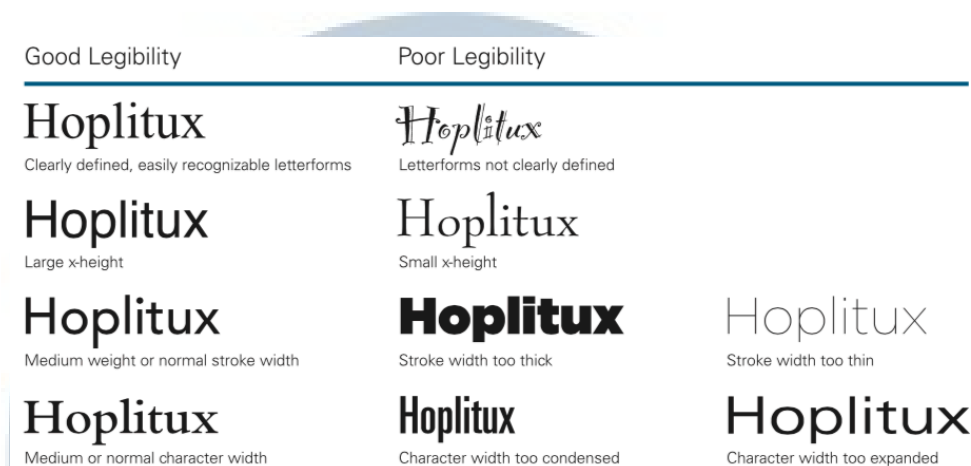 Good Legibility Poor Legibility
Hoplitux Hoplitux
Clearly defined, easily recognizable letterforms Letterforms not clearly defined
Hoplitux Hoplitux
Large x-height Small x-height
Hoplitux Hoplitux Hoplitux
Medium weight or normal stroke width Stroke width too thick Stroke width too thin
Hoplitux Hoplitux Hoplitux
Medium or normal character width Character width too condensed Character width too expanded